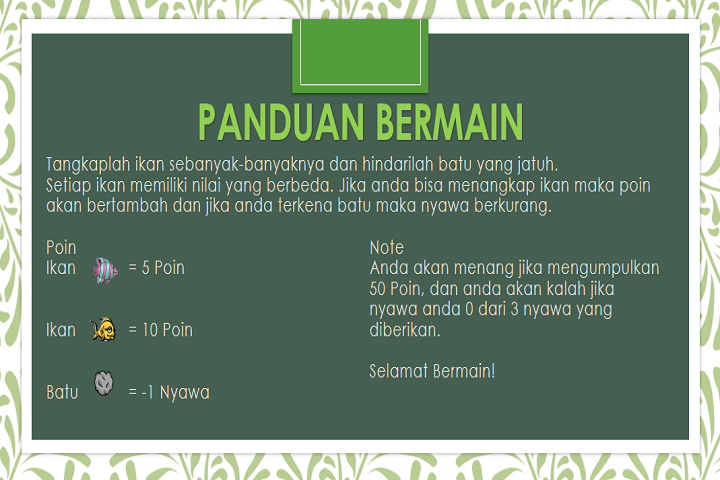 PANDUAN BERMAIN
Tangkaplah ikan sebanyak-banyaknya dan hindarilah batu yang jatuh.
Setiap ikan memiliki nilai yang berbeda. Jika anda bisa menangkap ikan maka poin
akan bertambah dan jika anda terkena batu maka nyawa berkurang.
Poin
Ikan = 5 Poin
Ikan = 10 Poin
Batu = -1 Nyawa
Note
Anda akan menang jika mengumpulkan
50 Poin, dan anda akan kalah jika
nyawa anda 0 dari 3 nyawa yang
diberikan.
Selamat Bermain!